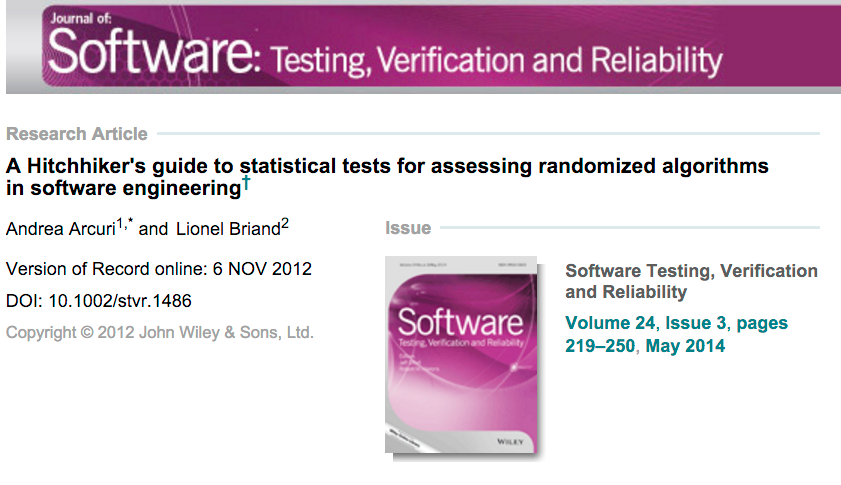 Journal of:
Software: Testing, Verification and Reliability
Research Article
A Hitchhiker's guide to statistical tests for assessing randomized algorithms
in software engineering†
Andrea Arcuri1,* and Lionel Briand2
Version of Record online: 6 NOV 2012
DOI: 10.1002/stvr.1486
Copyright © 2012 John Wiley & Sons, Ltd.
Issue
Software
Testing, Verification and Reliability
WILEY
Software Testing, Verification
and Reliability
Volume 24, Issue 3, pages
219–250, May 2014